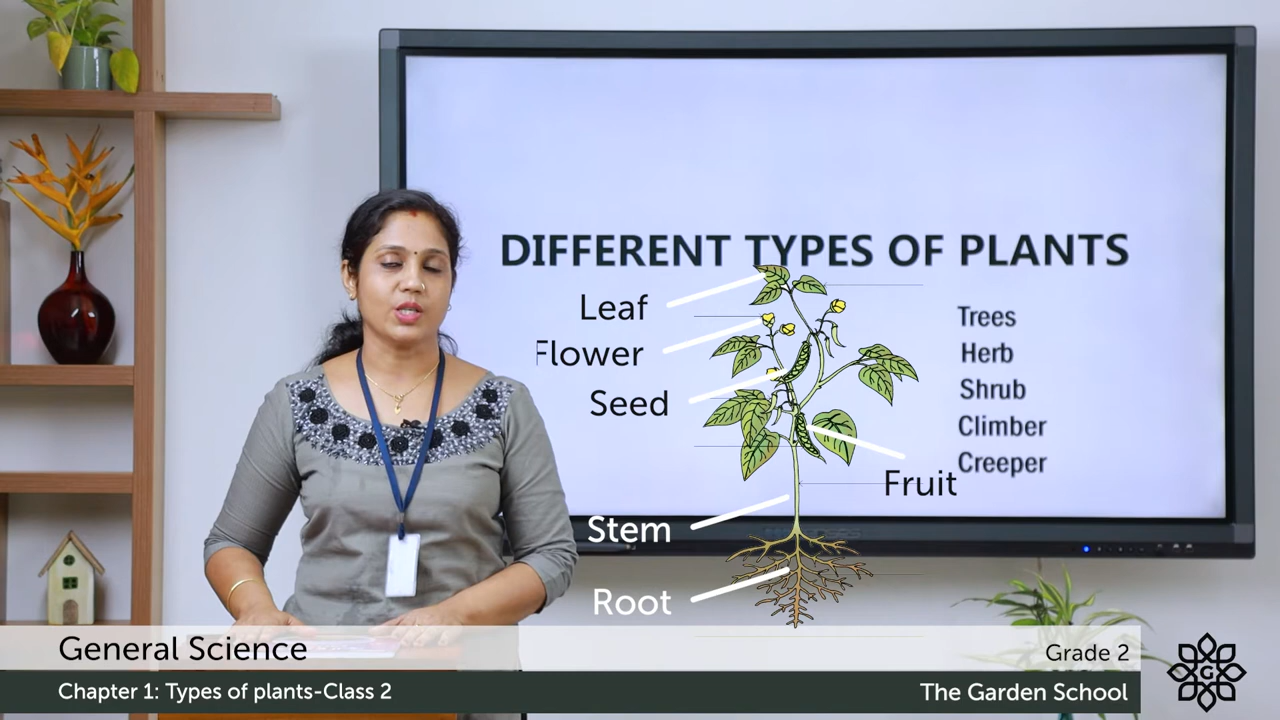 DIFFERENT TYPES OF PLANTS
Leaf
Flower
Seed
Fruit
Stem
Root
Trees
Herb
Shrub
Climber
Creeper
General Science
Grade 2
Chapter 1: Types of plants-Class 2
The Garden School
G